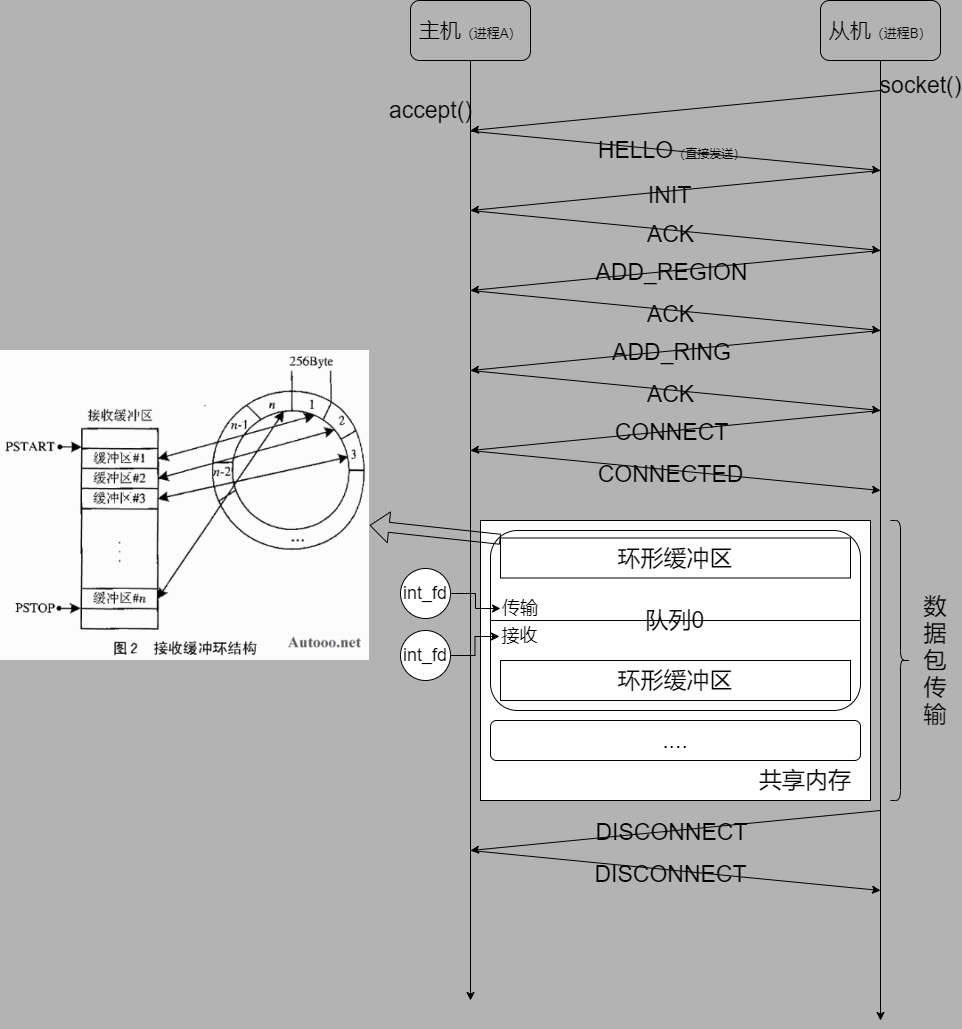 主机（进程A）
从机（进程B）
socket()
accept()
HELLO（直接发送）
INIT
ACK
ADD_REGION
ACK
ADD_RING
ACK
CONNECT
CONNECTED
256Byte
接收缓冲区
PSTART
缓冲区#1
缓冲区#2
缓冲区#3
⋮
缓冲区#n
PSTOP
n-2
n-1
n
1
2
3
…
图2 接收缓冲环结构
Autooo.net
环形缓冲区
int_fd
传输
队列0
int_fd
接收
环形缓冲区
....
共享内存
数据包传输
DISCONNECT
DISCONNECT